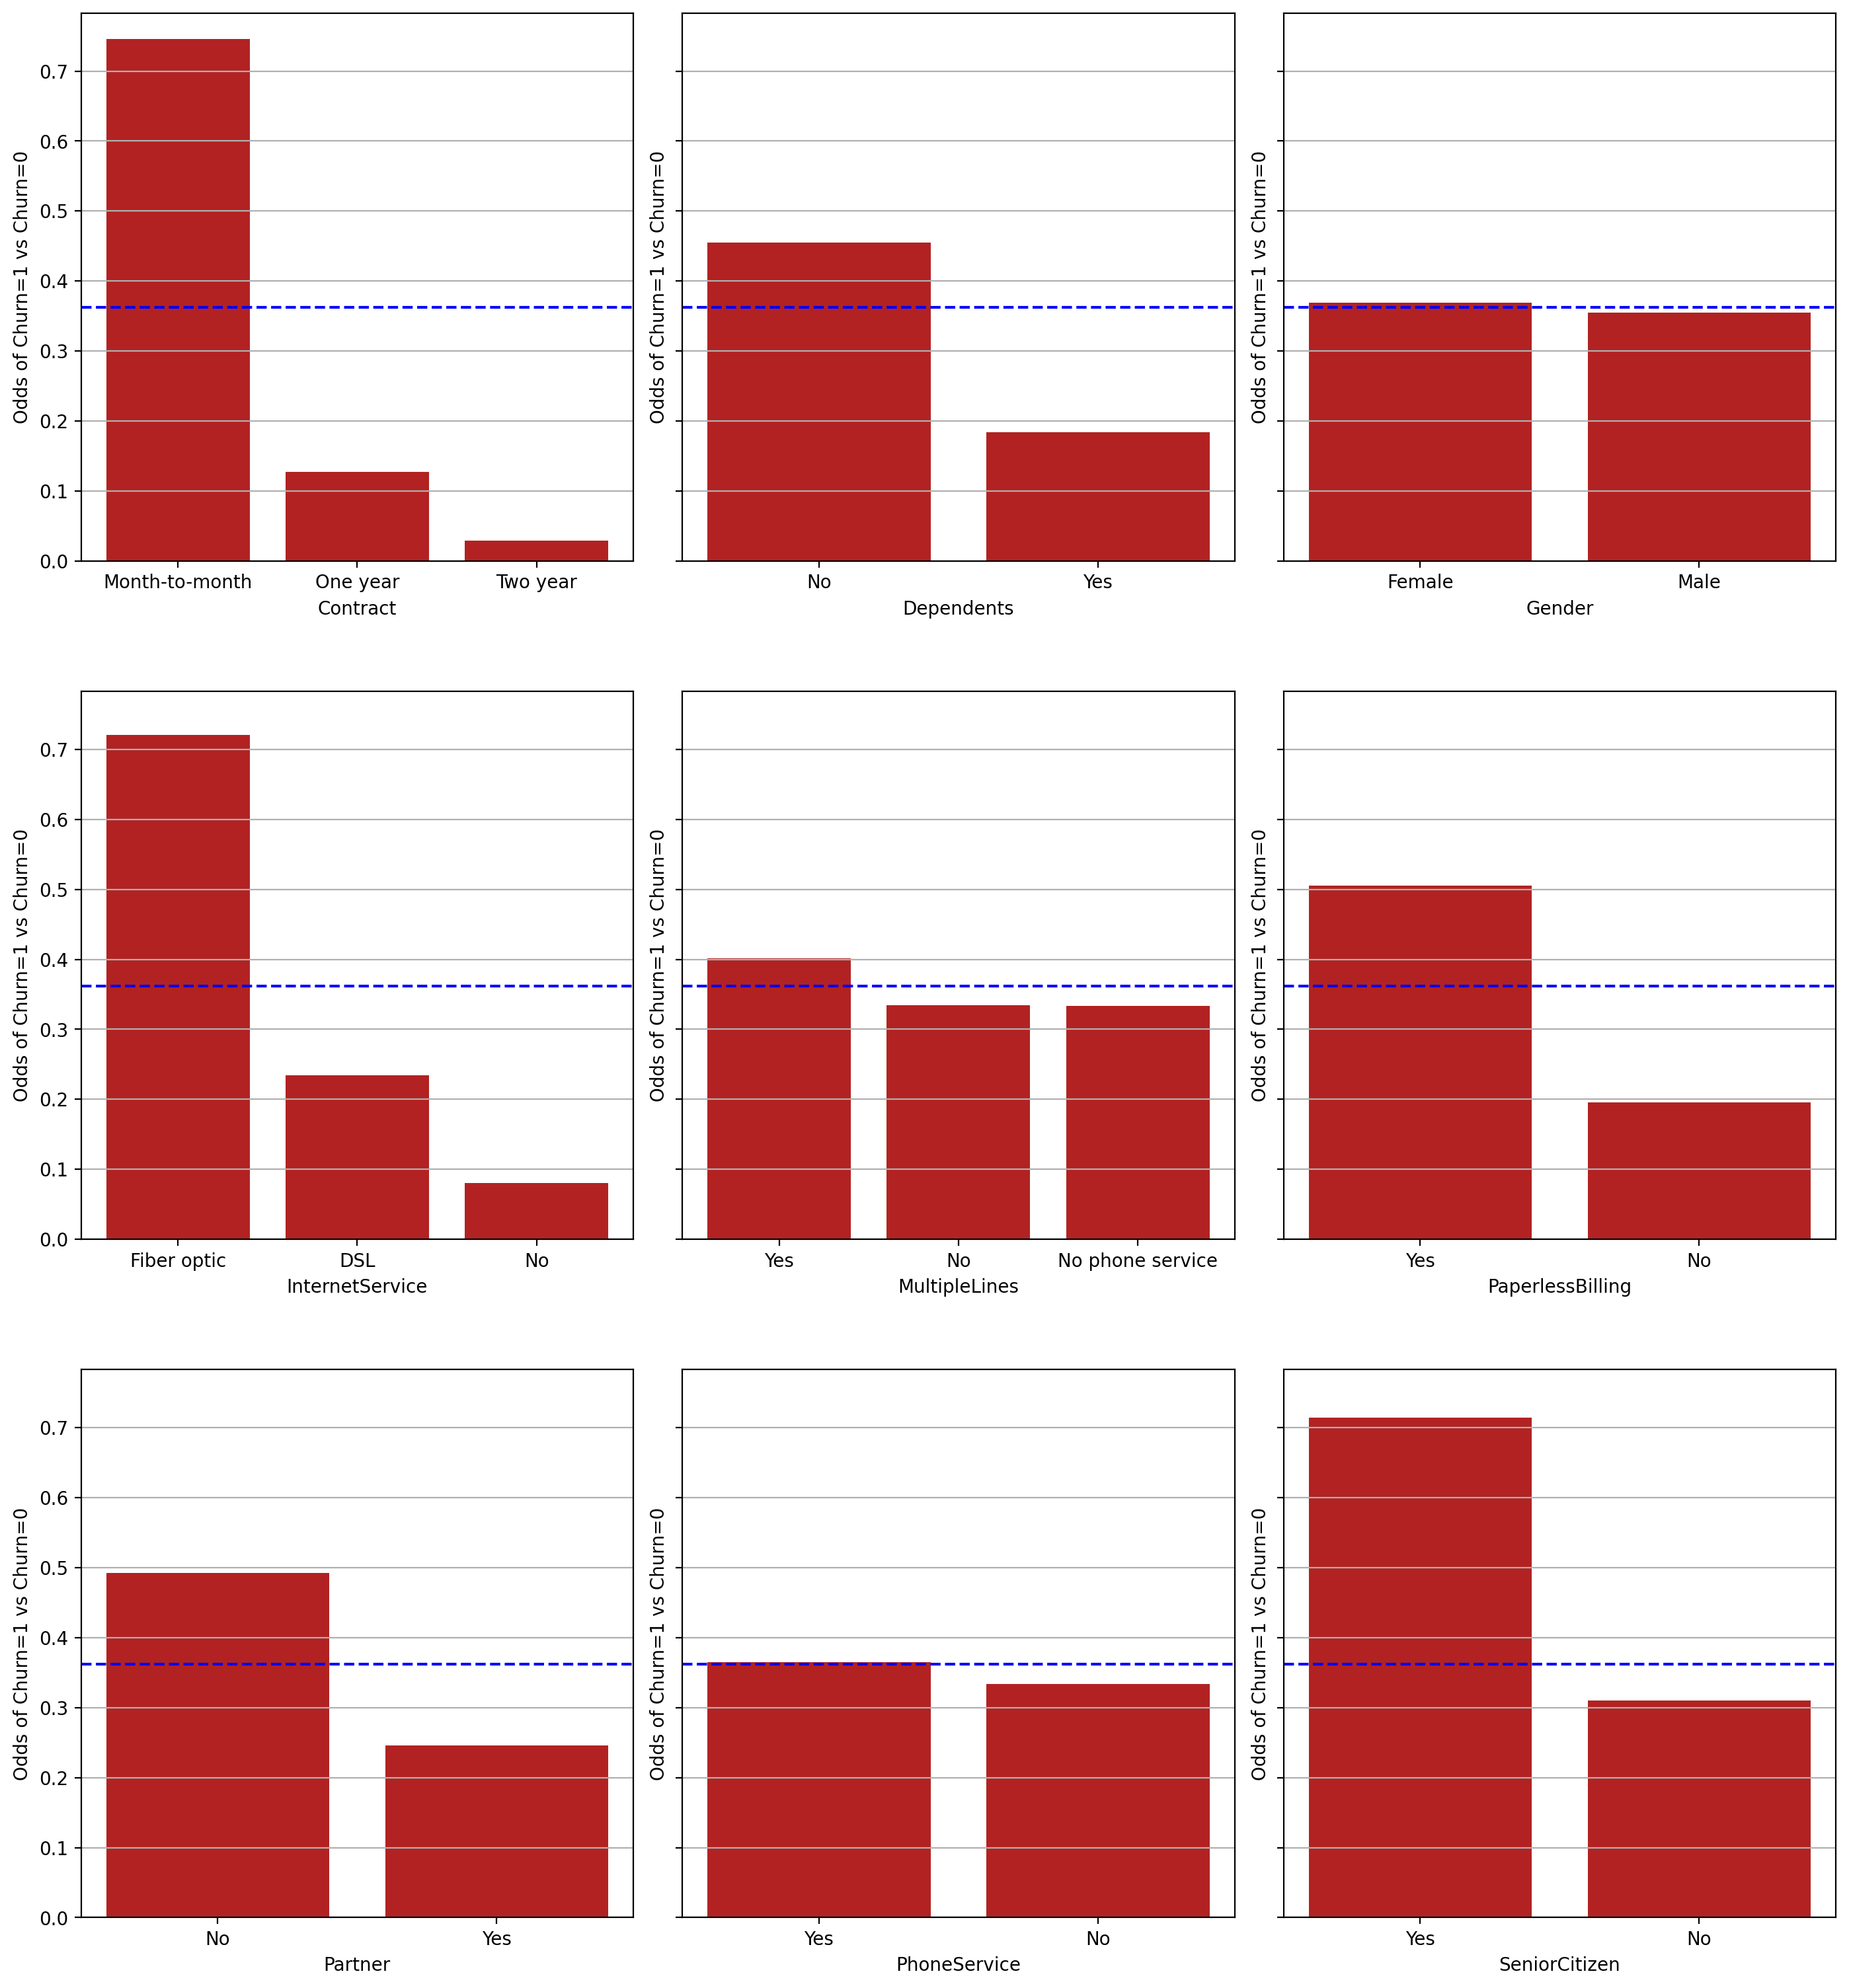 0.7
0.6
0.5
0.4
0.3
0.2
0.1
0.0
Odds of Churn=1 vs Churn=0
Month-to-month One year Two year
Contract
Odds of Churn=1 vs Churn=0
No Yes
Dependents
Odds of Churn=1 vs Churn=0
Female Male
Gender
0.7
0.6
0.5
0.4
0.3
0.2
0.1
0.0
Odds of Churn=1 vs Churn=0
Fiber optic DSL No
InternetService
Odds of Churn=1 vs Churn=0
Yes No No phone service
MultipleLines
Odds of Churn=1 vs Churn=0
Yes No
PaperlessBilling
0.7
0.6
0.5
0.4
0.3
0.2
0.1
0.0
Odds of Churn=1 vs Churn=0
No Yes
Partner
Odds of Churn=1 vs Churn=0
Yes No
PhoneService
Odds of Churn=1 vs Churn=0
Yes No
SeniorCitizen